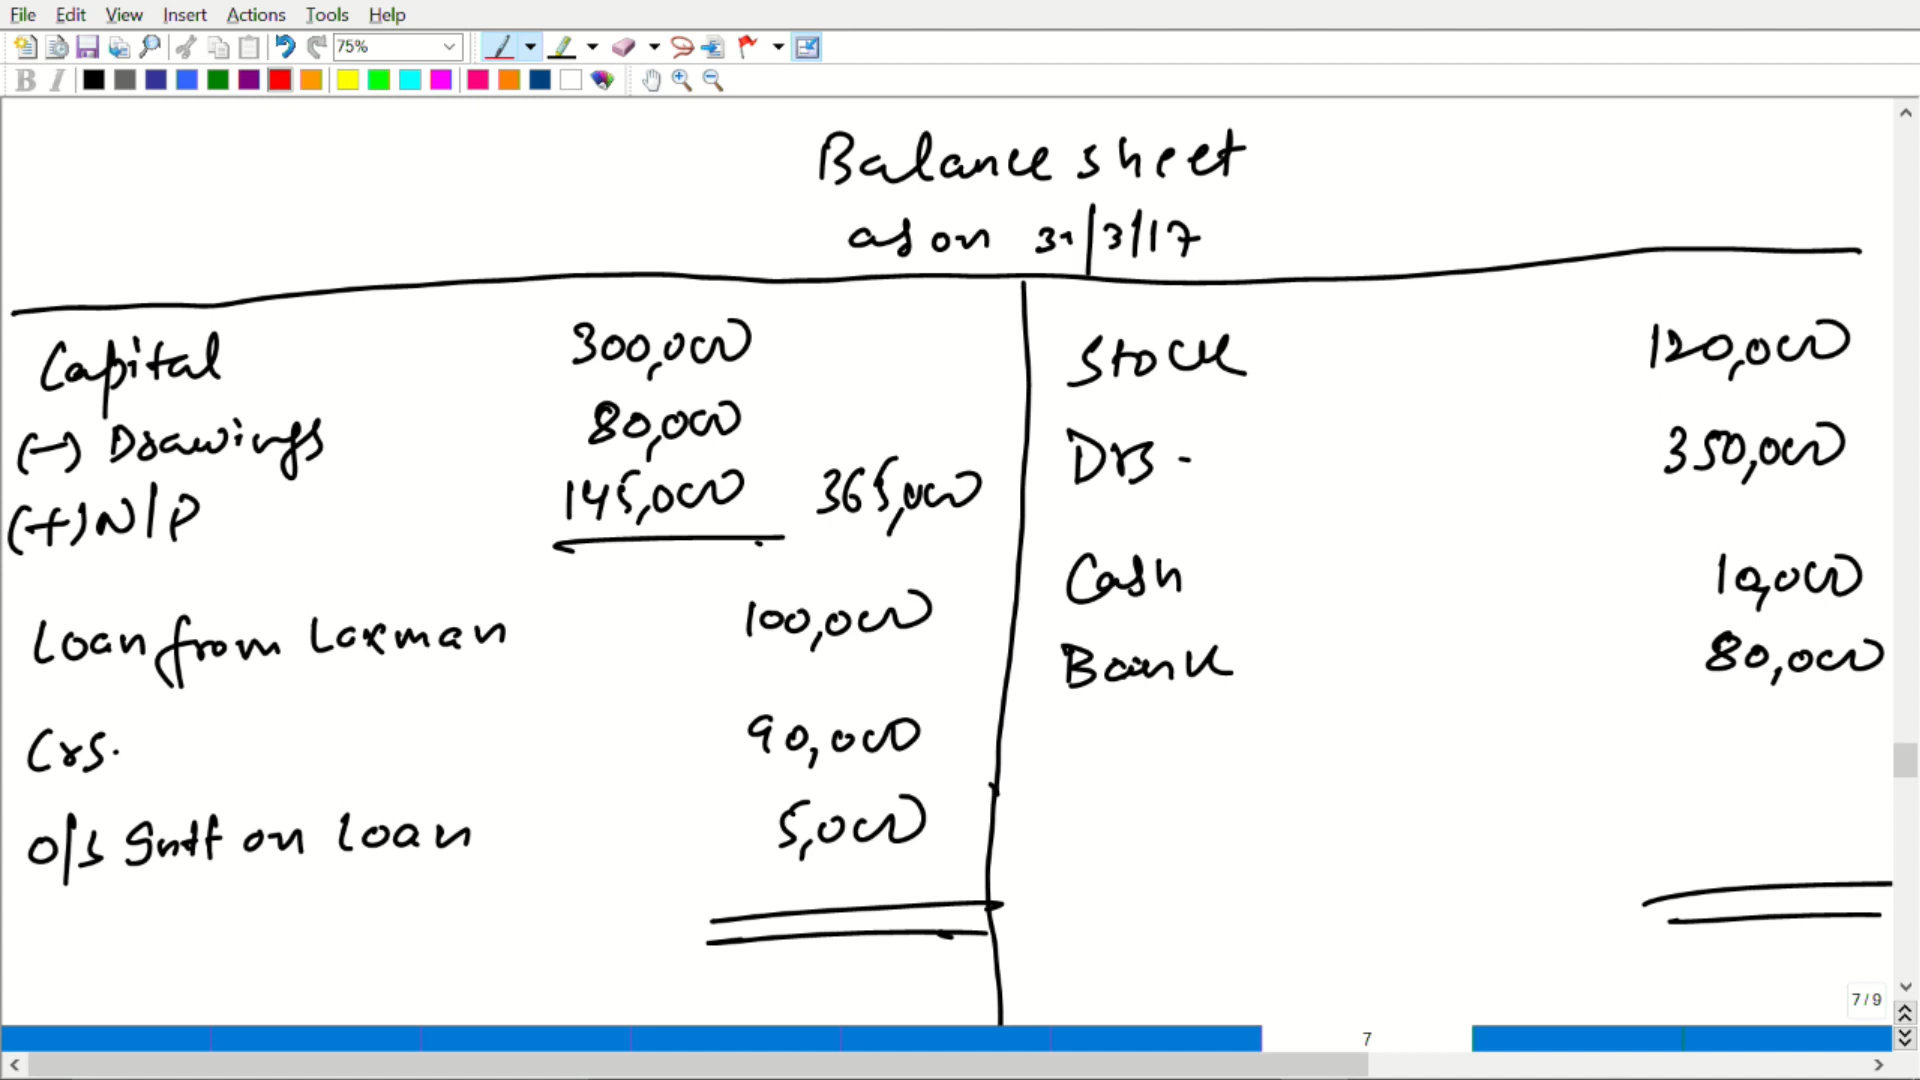 File Edit View Insert Actions Tools Help
75%
B I
Balance sheet
as on 31/3/17
Capital 300,000
(-) Drawings 80,000
(+) N/P 145,000 365,000
Loan from Laxman 100,000
Crs. 90,000
O/S Intt on loan 5,000
Stock 120,000
Drs. 350,000
Cash 10,000
Bank 80,000
7 / 9
7